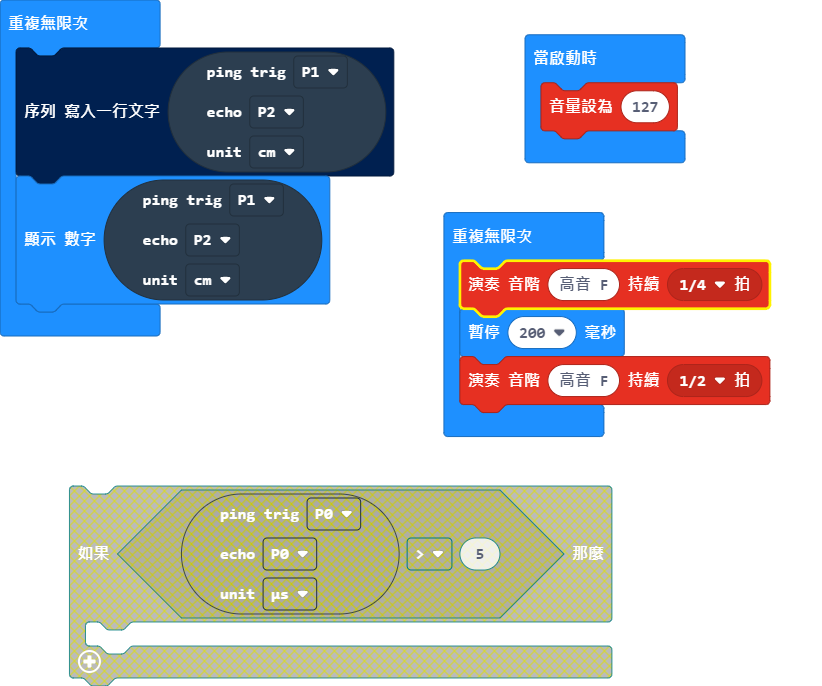 重複無限次
序列 寫入一行文字 ping trig P1
echo P2
unit cm
顯示 數字 ping trig P1
echo P2
unit cm
當啟動時
音量設為 127
重複無限次
演奏 音階 高音 F 持續 1/4 拍
暫停 200 毫秒
演奏 音階 高音 F 持續 1/2 拍
如果 ping trig P0
echo P0
unit µs
> 5 那麼